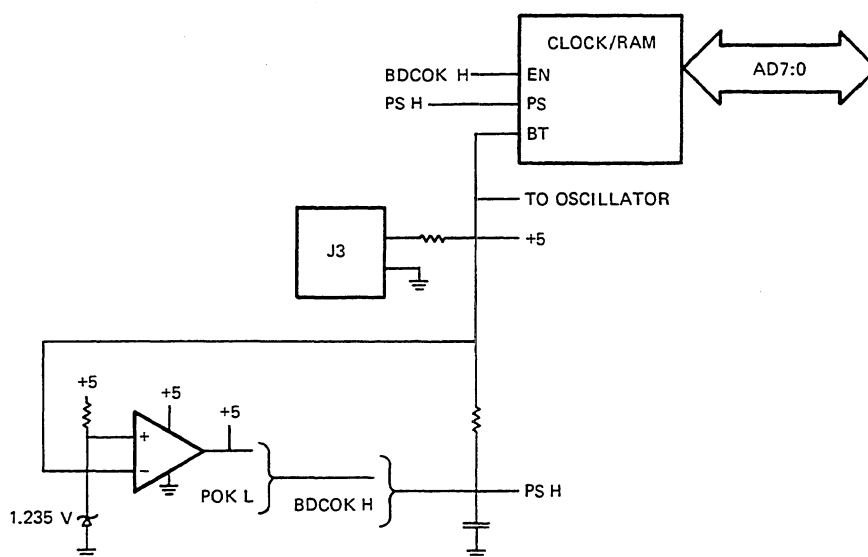 CLOCK/RAM
BDCOK H
EN
AD7:0
PS H
PS
BT
TO OSCILLATOR
+5
J3
+5
+5
+5
+
−
POK L
BDCOK H
PS H
1.235 V